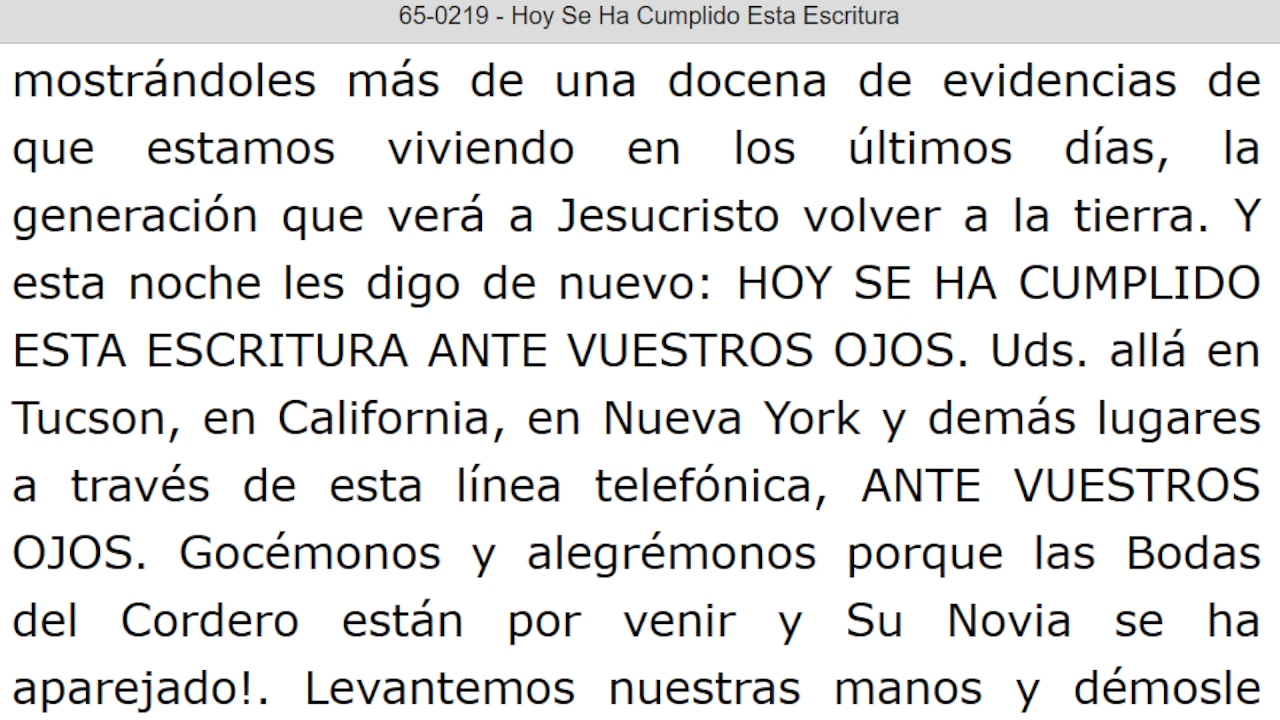 65-0219 - Hoy Se Ha Cumplido Esta Escritura
mostrándoles más de una docena de evidencias de
que estamos viviendo en los últimos días, la
generación que verá a Jesucristo volver a la tierra. Y
esta noche les digo de nuevo: HOY SE HA CUMPLIDO
ESTA ESCRITURA ANTE VUESTROS OJOS. Uds. allá en
Tucson, en California, en Nueva York y demás lugares
a través de esta línea telefónica, ANTE VUESTROS
OJOS. Gocémonos y alegrémonos porque las Bodas
del Cordero están por venir y Su Novia se ha
aparejado!. Levantemos nuestras manos y démosle